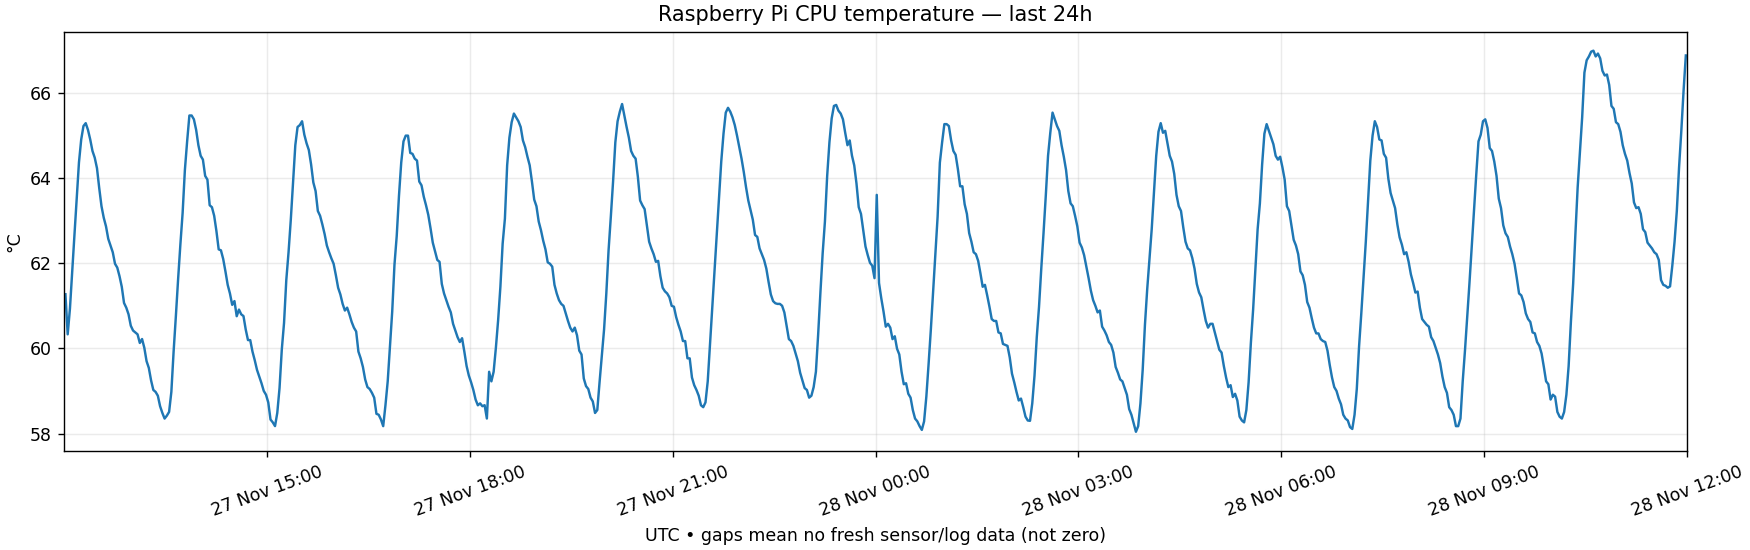 Raspberry Pi CPU temperature — last 24h
°C
66
64
62
60
58
27 Nov 15:00
27 Nov 18:00
27 Nov 21:00
28 Nov 00:00
28 Nov 03:00
28 Nov 06:00
28 Nov 09:00
28 Nov 12:00
UTC • gaps mean no fresh sensor/log data (not zero)